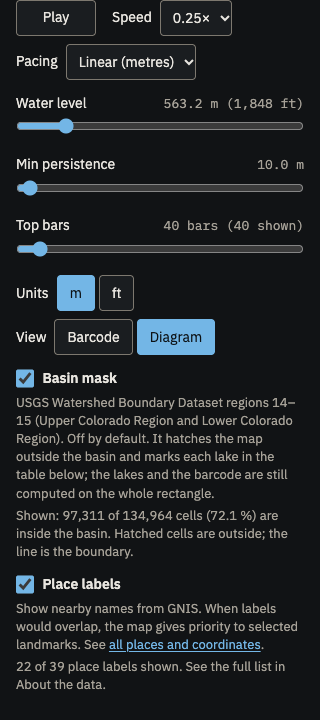 Play Speed 0.25×
Pacing Linear (metres)
Water level 563.2 m (1,848 ft)
Min persistence 10.0 m
Top bars 40 bars (40 shown)
Units m ft
View Barcode Diagram
Basin mask
USGS Watershed Boundary Dataset regions 14–
15 (Upper Colorado Region and Lower Colorado
Region). Off by default. It hatches the map
outside the basin and marks each lake in the
table below; the lakes and the barcode are still
computed on the whole rectangle.
Shown: 97,311 of 134,964 cells (72.1 %) are
inside the basin. Hatched cells are outside; the
line is the boundary.
Place labels
Show nearby names from GNIS. When labels
would overlap, the map gives priority to selected
landmarks. See all places and coordinates.
22 of 39 place labels shown. See the full list in
About the data.